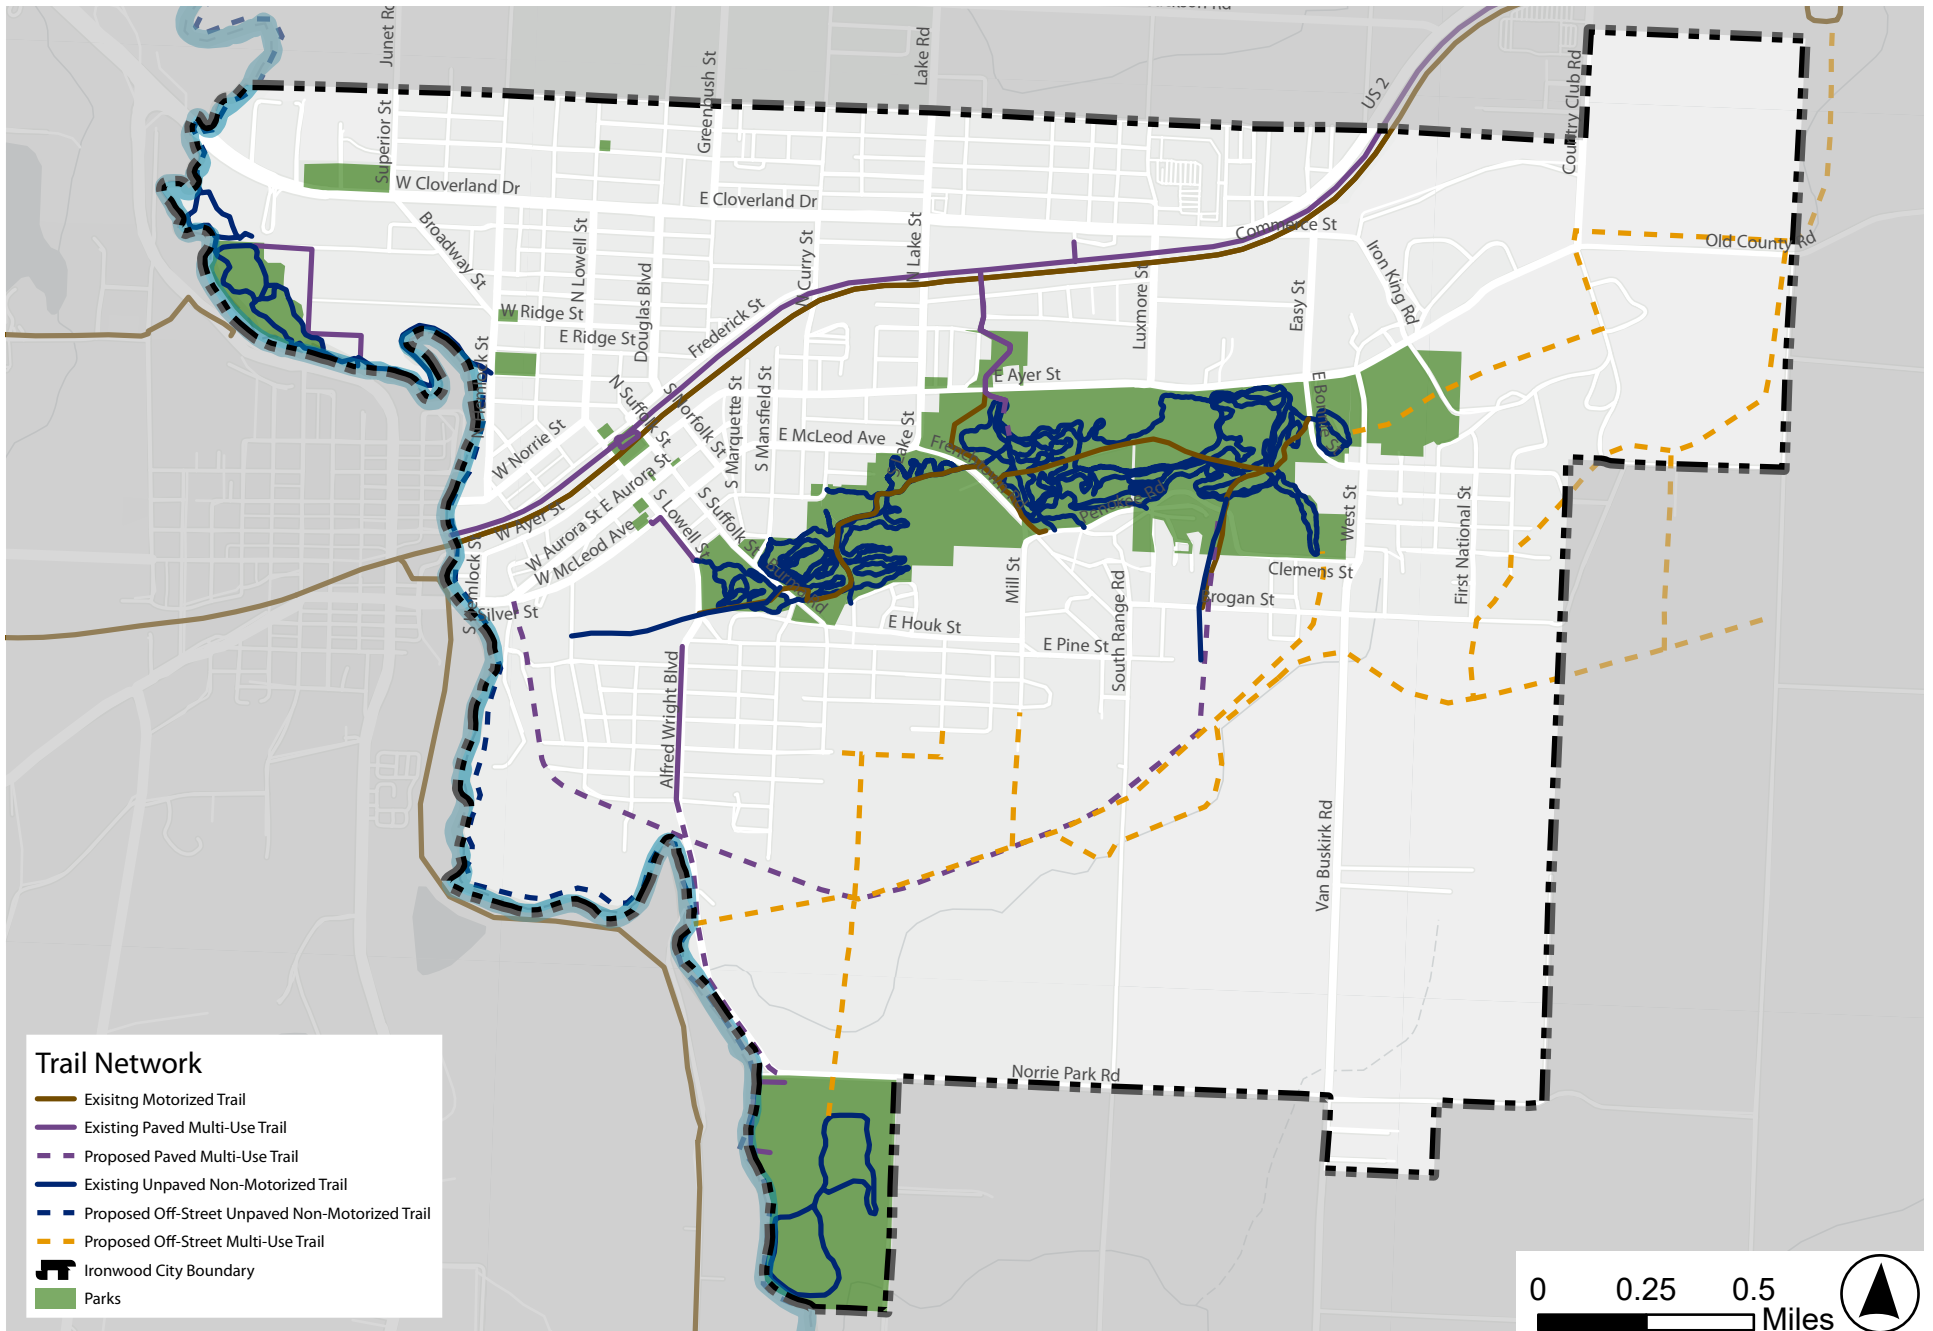 Junet Rd
Lake Rd
US 2
Country Club Rd
Superior St
Greenbush St
W Cloverland Dr
E Cloverland Dr
Broadway St
N Lowell St
Douglas Blvd
N Curry St
N Lake St
Commerce St
Old County Rd
Iron King Rd
Luxmore St
Easy St
W Ridge St
E Ridge St
Frederick St
E Ayer St
N Suffolk St
S Norfolk St
S Marquette St
S Mansfield St
E McLeod Ave
S Lake St
W Norrie St
E Aurora St
W Ayer St
W Aurora St
W McLeod Ave
S Lowell St
S Suffolk St
Penokee Rd
West St
First National St
Mill St
South Range Rd
Clemens St
Brogan St
Silver St
S Hemlock St
E Houk St
E Pine St
Alfred Wright Blvd
Van Buskirk Rd
Norrie Park Rd
Trail Network
Exisitng Motorized Trail
Existing Paved Multi-Use Trail
Proposed Paved Multi-Use Trail
Existing Unpaved Non-Motorized Trail
Proposed Off-Street Unpaved Non-Motorized Trail
Proposed Off-Street Multi-Use Trail
Ironwood City Boundary
Parks
0 0.25 0.5
Miles